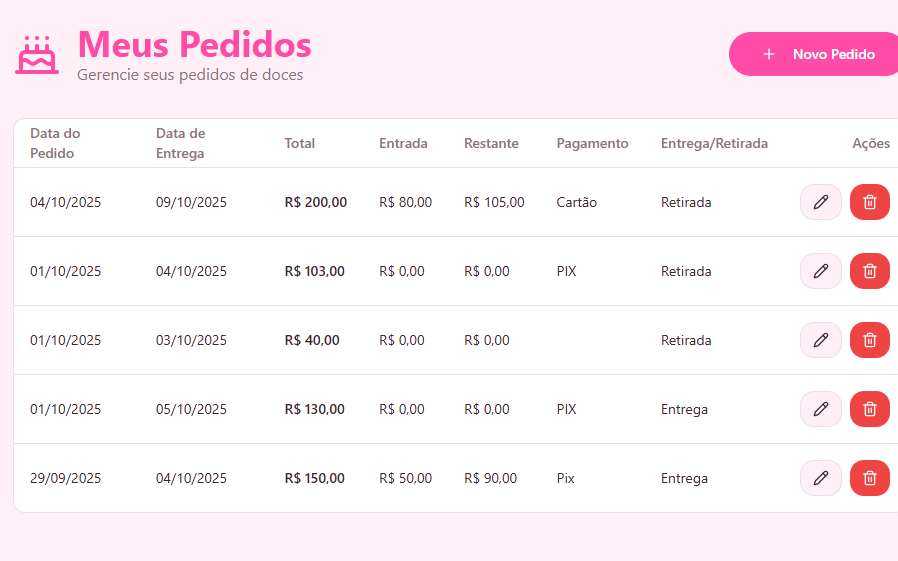 Meus Pedidos
Gerencie seus pedidos de doces
+ Novo Pedido
Data do Pedido Data de Entrega Total Entrada Restante Pagamento Entrega/Retirada Ações
04/10/2025 09/10/2025 R$ 200,00 R$ 80,00 R$ 105,00 Cartão Retirada
01/10/2025 04/10/2025 R$ 103,00 R$ 0,00 R$ 0,00 PIX Retirada
01/10/2025 03/10/2025 R$ 40,00 R$ 0,00 R$ 0,00 Retirada
01/10/2025 05/10/2025 R$ 130,00 R$ 0,00 R$ 0,00 PIX Entrega
29/09/2025 04/10/2025 R$ 150,00 R$ 50,00 R$ 90,00 Pix Entrega